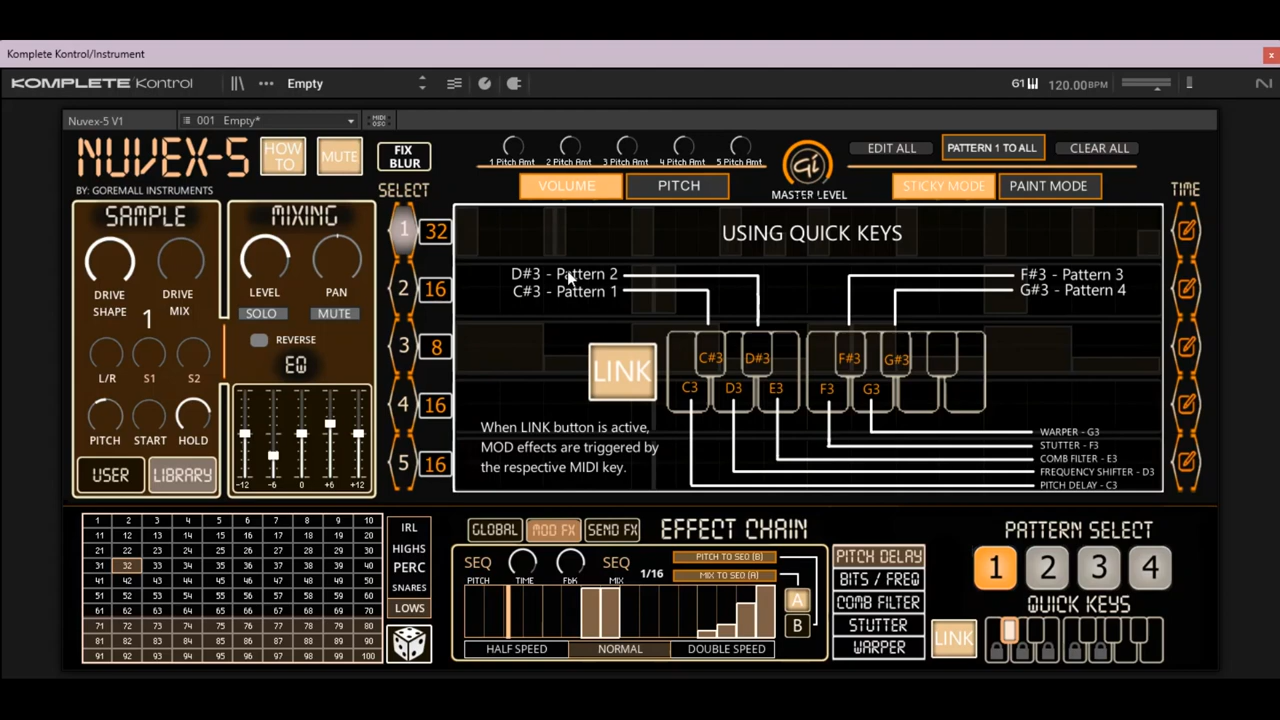 Komplete Kontrol/Instrument
x
KOMPLETE Kontrol
Empty
G1
120.00BPM
Nuvex-5 V1
001 Empty*
MIDI OSC
NUVEX-5
HOW TO
MUTE
FIX BLUR
1 Pitch Amt
2 Pitch Amt
3 Pitch Amt
4 Pitch Amt
5 Pitch Amt
Gi
MASTER LEVEL
EDIT ALL
PATTERN 1 TO ALL
CLEAR ALL
BY: GOREMALL INSTRUMENTS
SELECT
VOLUME
PITCH
STICKY MODE
PAINT MODE
TIME
SAMPLE
MIXING
DRIVE SHAPE
DRIVE MIX
1
L/R
S1
S2
PITCH
START
HOLD
USER
LIBRARY
LEVEL
PAN
SOLO
MUTE
REVERSE
EQ
-12
-6
0
+6
+12
1 32
2 16
3 8
4 16
5 16
USING QUICK KEYS
D#3 - Pattern 2
C#3 - Pattern 1
F#3 - Pattern 3
G#3 - Pattern 4
LINK
C#3
D#3
F#3
G#3
C3
D3
E3
F3
G3
When LINK button is active,
MOD effects are triggered by
the respective MIDI key.
WARPER - G3
STUTTER - F3
COMB FILTER - E3
FREQUENCY SHIFTER - D3
PITCH DELAY - C3
1 2 3 4 5 6 7 8 9 10
11 12 13 14 15 16 17 18 19 20
21 22 23 24 25 26 27 28 29 30
31 32 33 34 35 36 37 38 39 40
41 42 43 44 45 46 47 48 49 50
51 52 53 54 55 56 57 58 59 60
61 62 63 64 65 66 67 68 69 70
71 72 73 74 75 76 77 78 79 80
81 82 83 84 85 86 87 88 89 90
91 92 93 94 95 96 97 98 99 100
IRL
HIGHS
PERC
SNARES
LOWS
GLOBAL
MOD FX
SEND FX
EFFECT CHAIN
SEQ
PITCH
TIME
FbK
SEQ
MIX
1/16
PITCH TO SEQ (B)
MIX TO SEQ (A)
A
B
HALF SPEED
NORMAL
DOUBLE SPEED
PITCH DELAY
BITS / FREQ
COMB FILTER
STUTTER
WARPER
PATTERN SELECT
1
2
3
4
QUICK KEYS
LINK